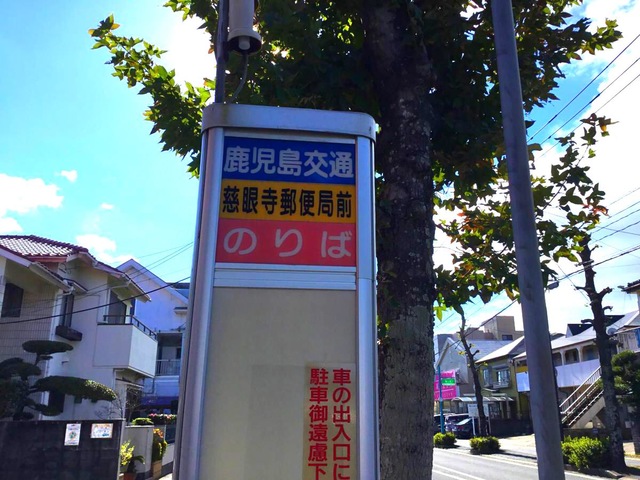 鹿児島交通
慈眼寺郵便局前
のりば
車の出入口に
駐車御遠慮下